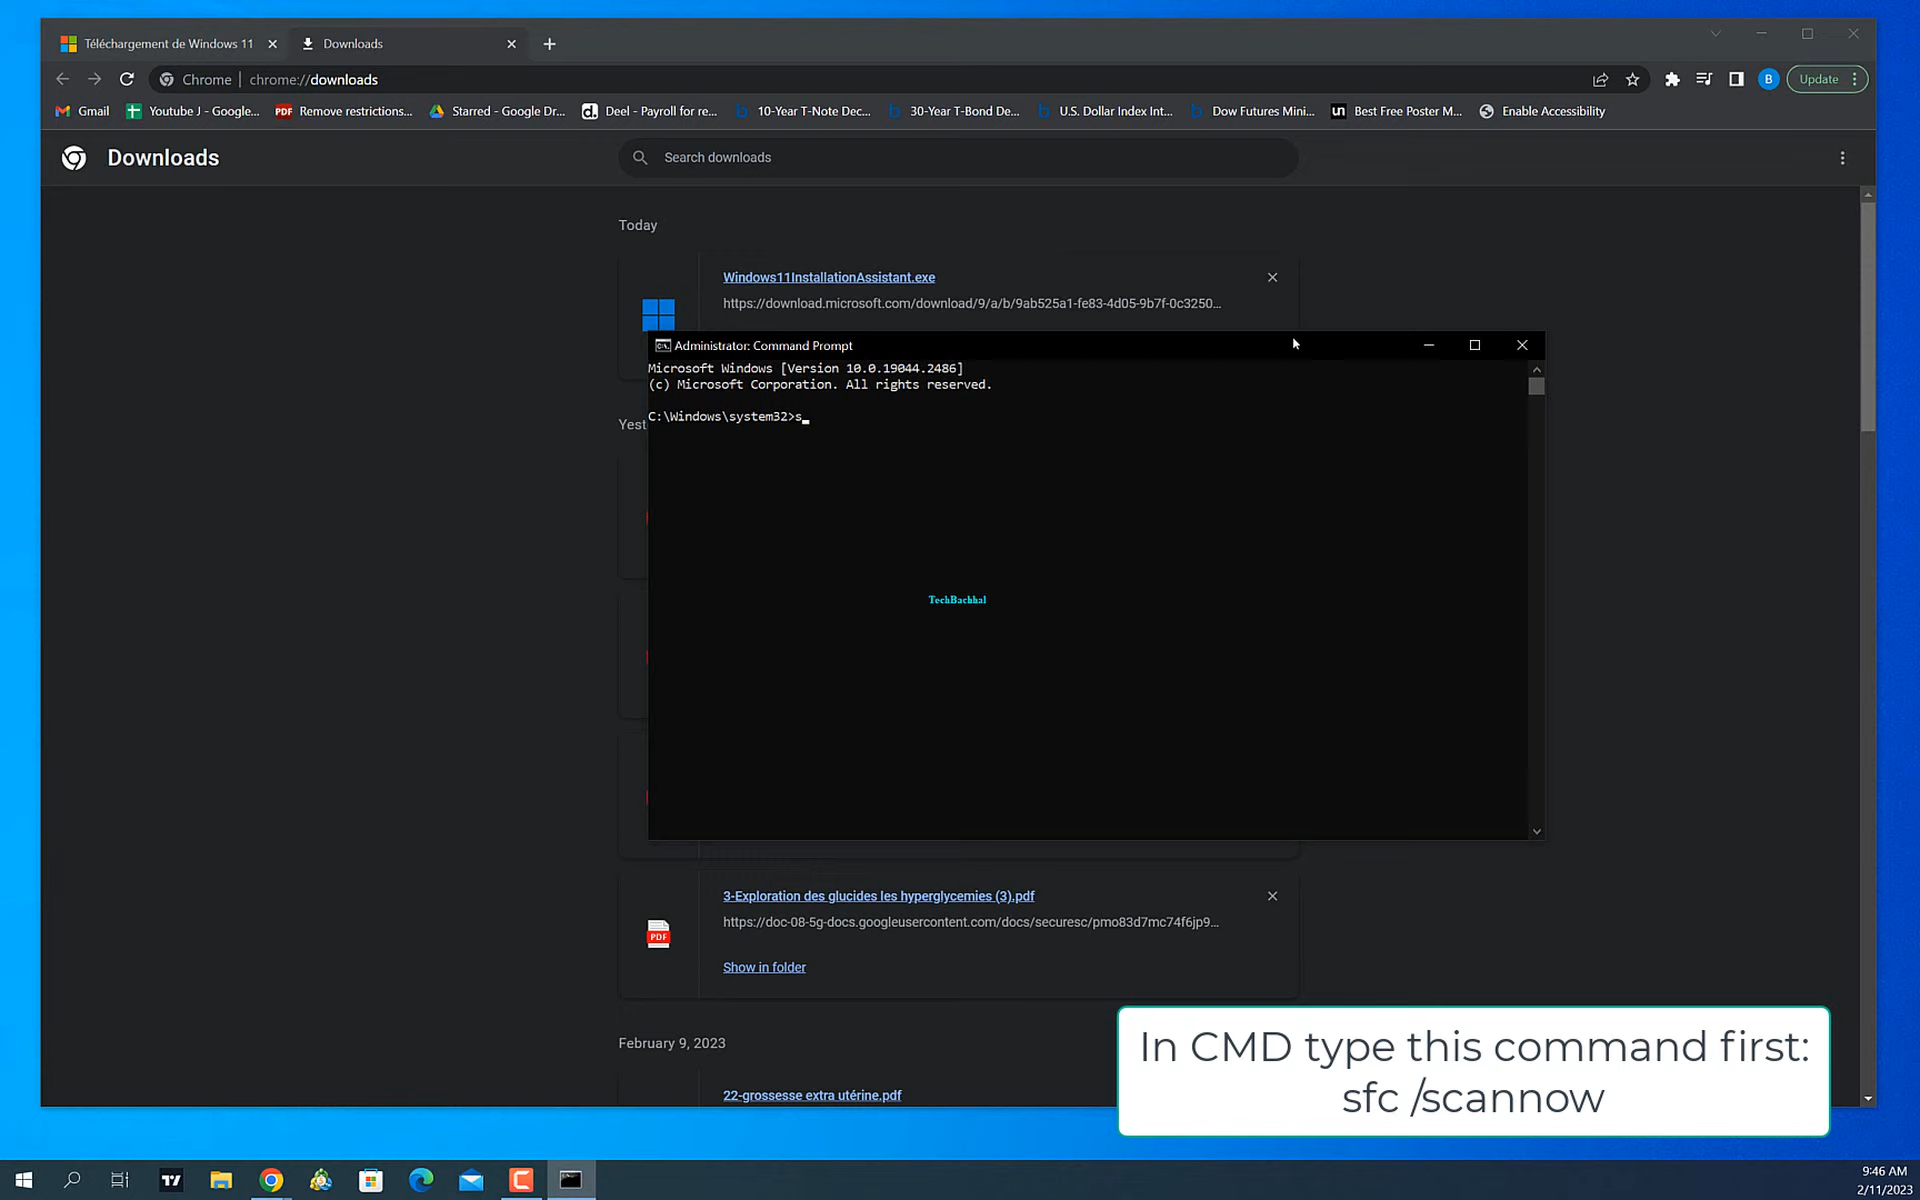 Téléchargement de Windows 11
Downloads
Chrome | chrome://downloads
Update
B
Gmail
Youtube J - Google...
PDF
Remove restrictions...
Starred - Google Dr...
d.
Deel - Payroll for re...
b
10-Year T-Note Dec...
b
30-Year T-Bond De...
b
U.S. Dollar Index Int...
b
Dow Futures Mini...
un
Best Free Poster M...
Enable Accessibility
Downloads
Search downloads
Today
Windows11InstallationAssistant.exe
https://download.microsoft.com/download/9/a/b/9ab525a1-fe83-4d05-9b7f-0c3250...
Administrator: Command Prompt
Microsoft Windows [Version 10.0.19044.2486]
(c) Microsoft Corporation. All rights reserved.
C:\Windows\system32>s_
Yest
TechBachhal
3-Exploration des glucides les hyperglycemies (3).pdf
https://doc-08-5g-docs.googleusercontent.com/docs/securesc/pmo83d7mc74f6jp9...
PDF
Show in folder
February 9, 2023
22-grossesse extra utérine.pdf
In CMD type this command first:
sfc /scannow
9:46 AM
2/11/2023